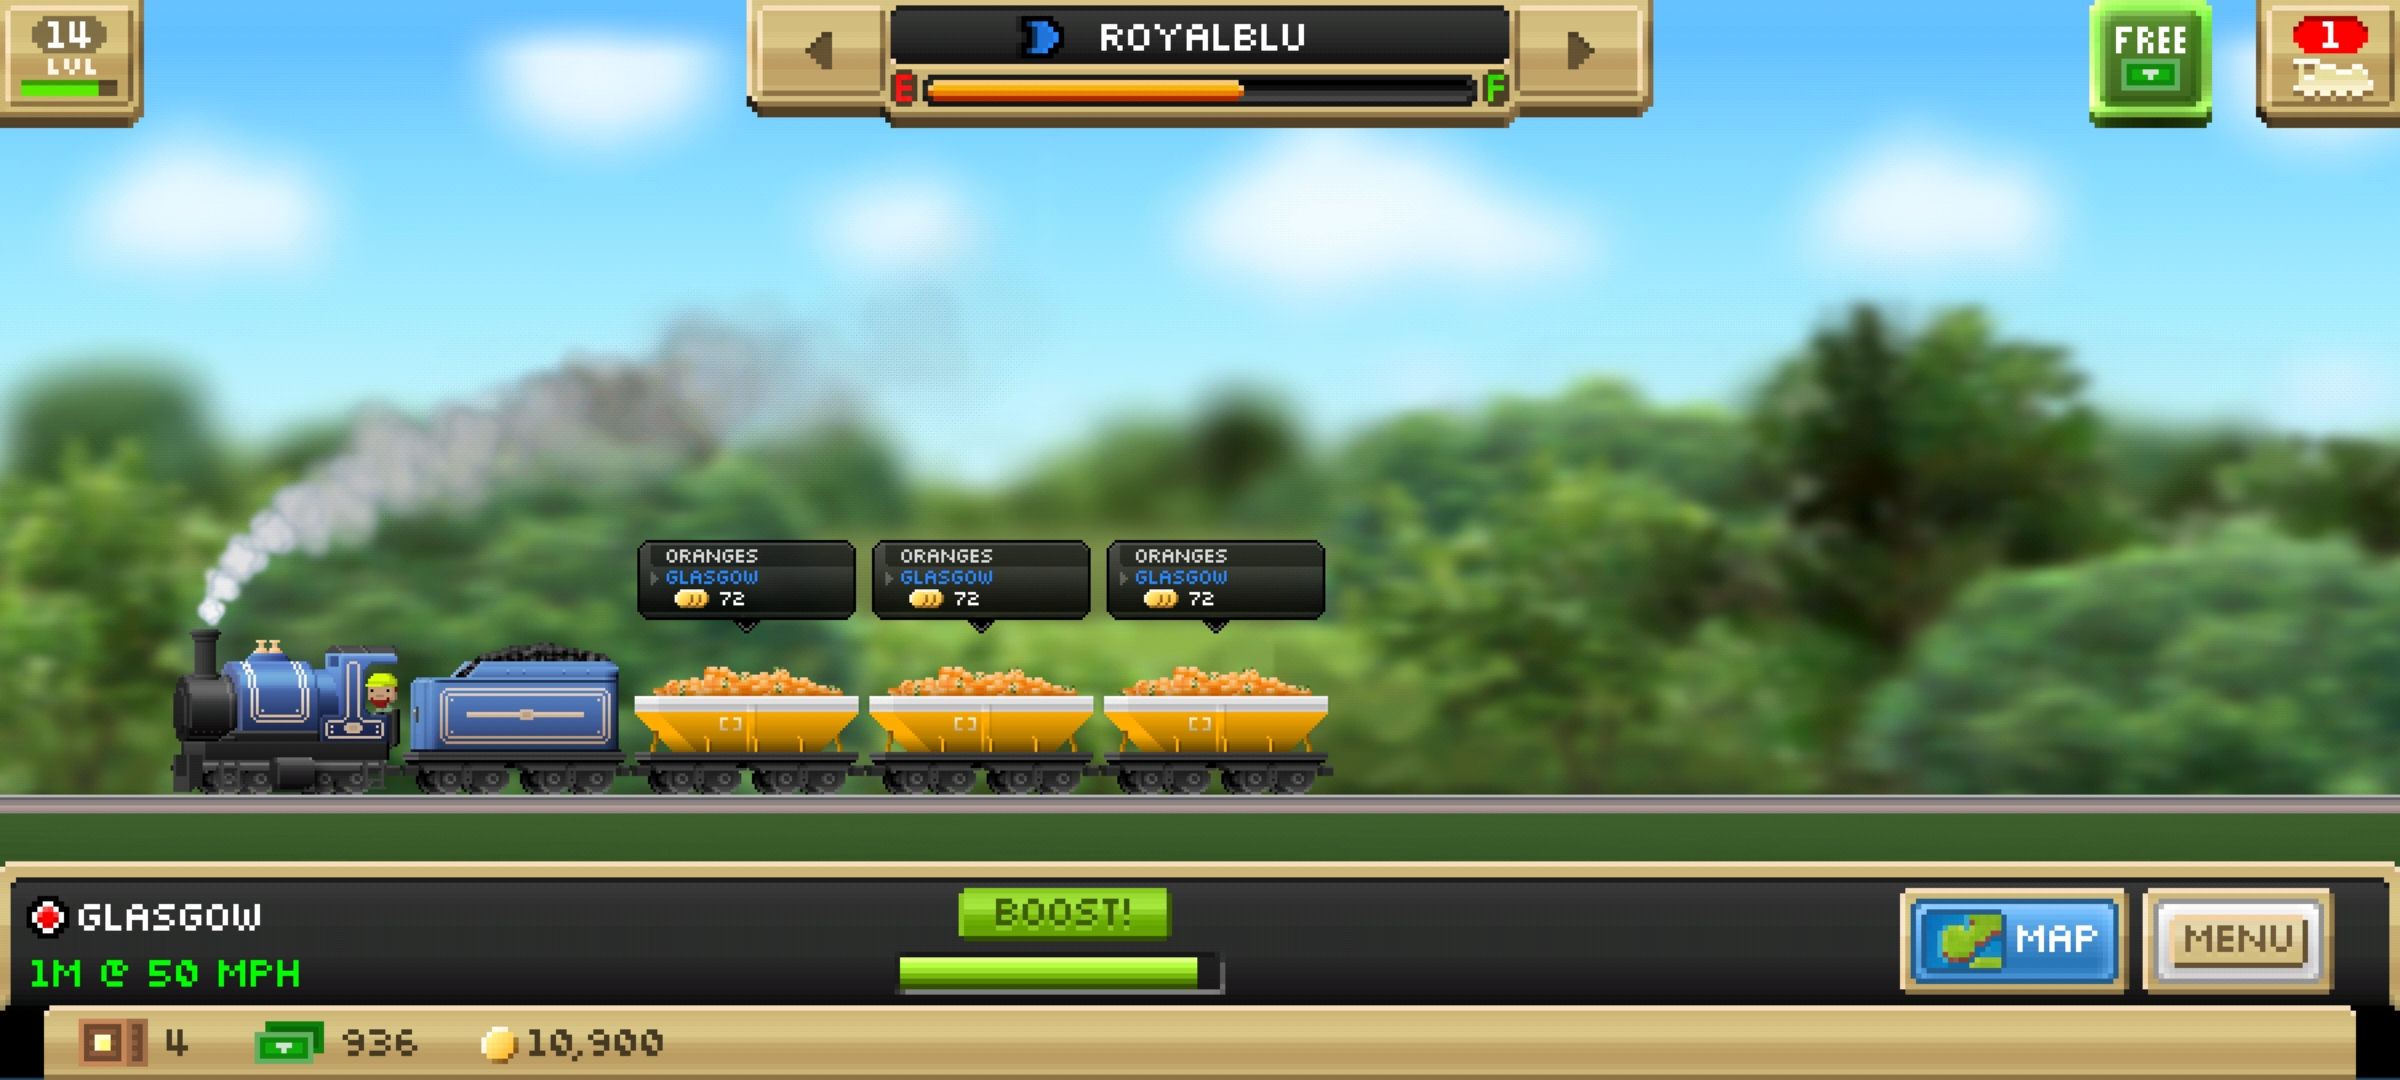 14
LVL
ROYALBLU
E
F
FREE
1
ORANGES
GLASGOW
72
ORANGES
GLASGOW
72
ORANGES
GLASGOW
72
GLASGOW
1M @ 50 MPH
BOOST!
MAP
MENU
4
936
10,900